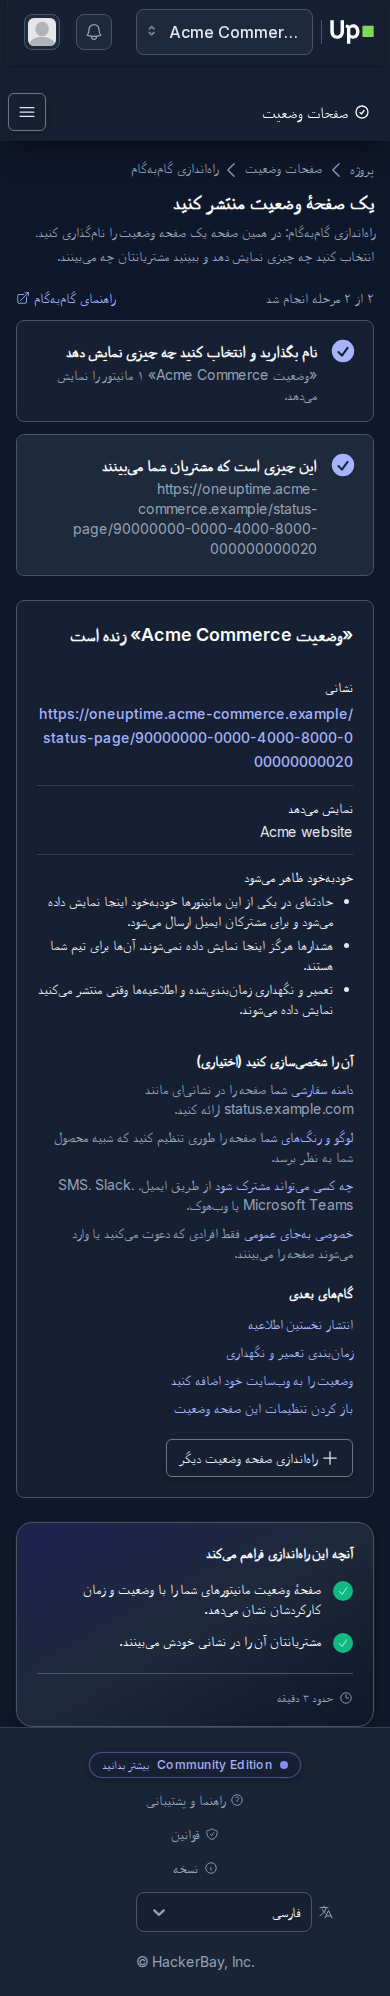 Up
Acme Commer...
صفحات وضعیت
پروژه
صفحات وضعیت
راه‌اندازی گام‌به‌گام
یک صفحهٔ وضعیت منتشر کنید
راه‌اندازی گام‌به‌گام: در همین صفحه یک صفحه وضعیت را نام‌گذاری کنید،
انتخاب کنید چه چیزی نمایش دهد و ببینید مشتریانتان چه می‌بینند.
۲ از ۲ مرحله انجام شد
راهنمای گام‌به‌گام
نام بگذارید و انتخاب کنید چه چیزی نمایش دهد
«وضعیت Acme Commerce» ۱ مانیتور را نمایش
می‌دهد.
این چیزی است که مشتریان شما می‌بینند
https://oneuptime.acme-
commerce.example/status-
page/90000000-0000-4000-8000-
000000000020
«وضعیت Acme Commerce» زنده است
نشانی
https://oneuptime.acme-commerce.example/
status-page/90000000-0000-4000-8000-0
00000000020
نمایش می‌دهد
Acme website
خودبه‌خود ظاهر می‌شود
حادثه‌ای در یکی از این مانیتورها خودبه‌خود اینجا نمایش داده
می‌شود و برای مشترکان ایمیل ارسال می‌شود.
هشدارها هرگز اینجا نمایش داده نمی‌شوند. آن‌ها برای تیم شما
هستند.
تعمیر و نگهداری زمان‌بندی‌شده و اطلاعیه‌ها وقتی منتشر می‌کنید
نمایش داده می‌شوند.
آن را شخصی‌سازی کنید (اختیاری)
دامنه سفارشی شما صفحه را در نشانی‌ای مانند
status.example.com ارائه کنید.
لوگو و رنگ‌های شما صفحه را طوری تنظیم کنید که شبیه محصول
شما به نظر برسد.
چه کسی می‌تواند مشترک شود از طریق ایمیل، SMS، Slack،
Microsoft Teams یا وب‌هوک.
خصوصی به‌جای عمومی فقط افرادی که دعوت می‌کنید یا وارد
می‌شوند صفحه را می‌بینند.
گام‌های بعدی
انتشار نخستین اطلاعیه
زمان‌بندی تعمیر و نگهداری
وضعیت را به وب‌سایت خود اضافه کنید
باز کردن تنظیمات این صفحه وضعیت
راه‌اندازی صفحه وضعیت دیگر
آنچه این راه‌اندازی فراهم می‌کند
صفحهٔ وضعیت مانیتورهای شما را با وضعیت و زمان
کارکردشان نشان می‌دهد.
مشتریانتان آن را در نشانی خودش می‌بینند.
حدود ۳ دقیقه
Community Edition بیشتر بدانید
راهنما و پشتیبانی
قوانین
نسخه
فارسی
© HackerBay, Inc.